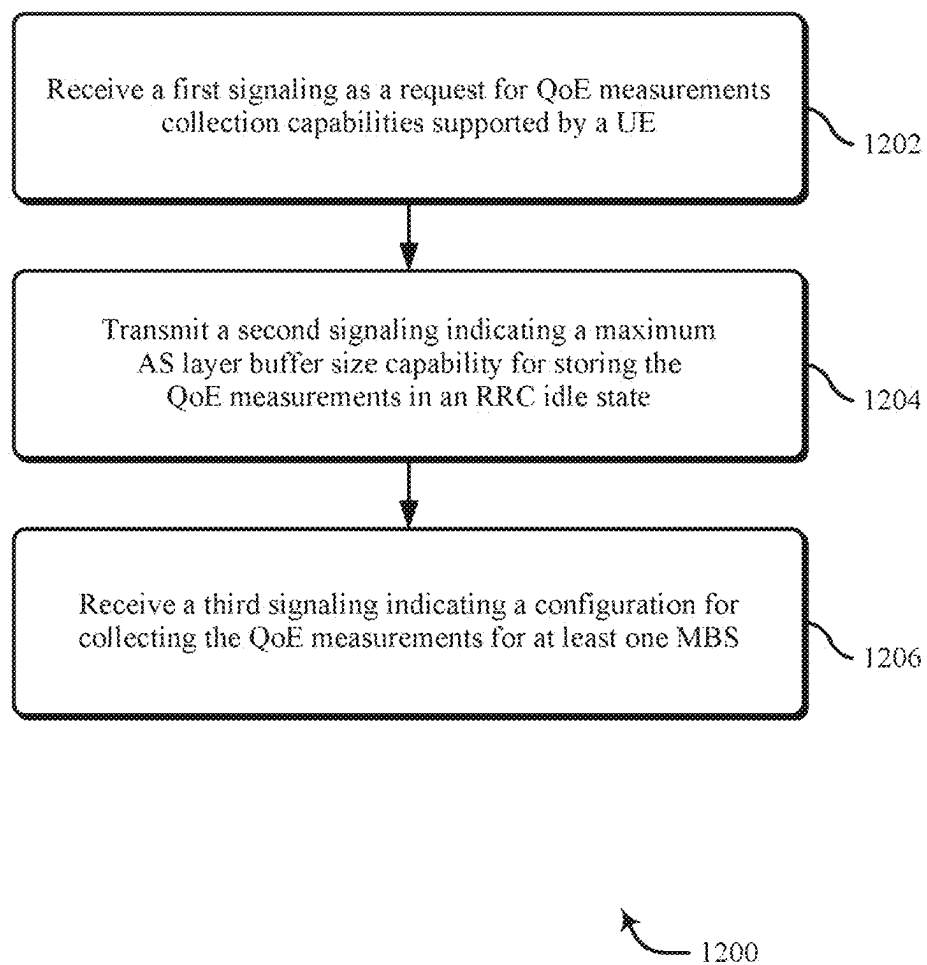 Receive a first signaling as a request for QoE measurements
collection capabilities supported by a UE
1202
Transmit a second signaling indicating a maximum
AS layer buffer size capability for storing the
QoE measurements in an RRC idle state
1204
Receive a third signaling indicating a configuration for
collecting the QoE measurements for at least one MBS
1206
1200